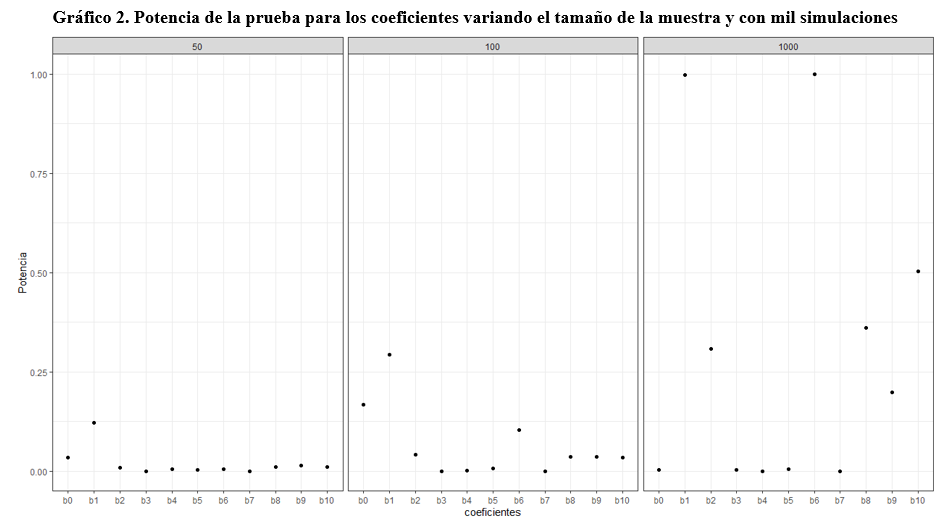 Gráfico 2. Potencia de la prueba para los coeficientes variando el tamaño de la muestra y con mil simulaciones
50 100 1000
1.00
0.75
0.50
0.25
0.00
Potencia
b0 b1 b2 b3 b4 b5 b6 b7 b8 b9 b10 b0 b1 b2 b3 b4 b5 b6 b7 b8 b9 b10 b0 b1 b2 b3 b4 b5 b6 b7 b8 b9 b10
coeficientes